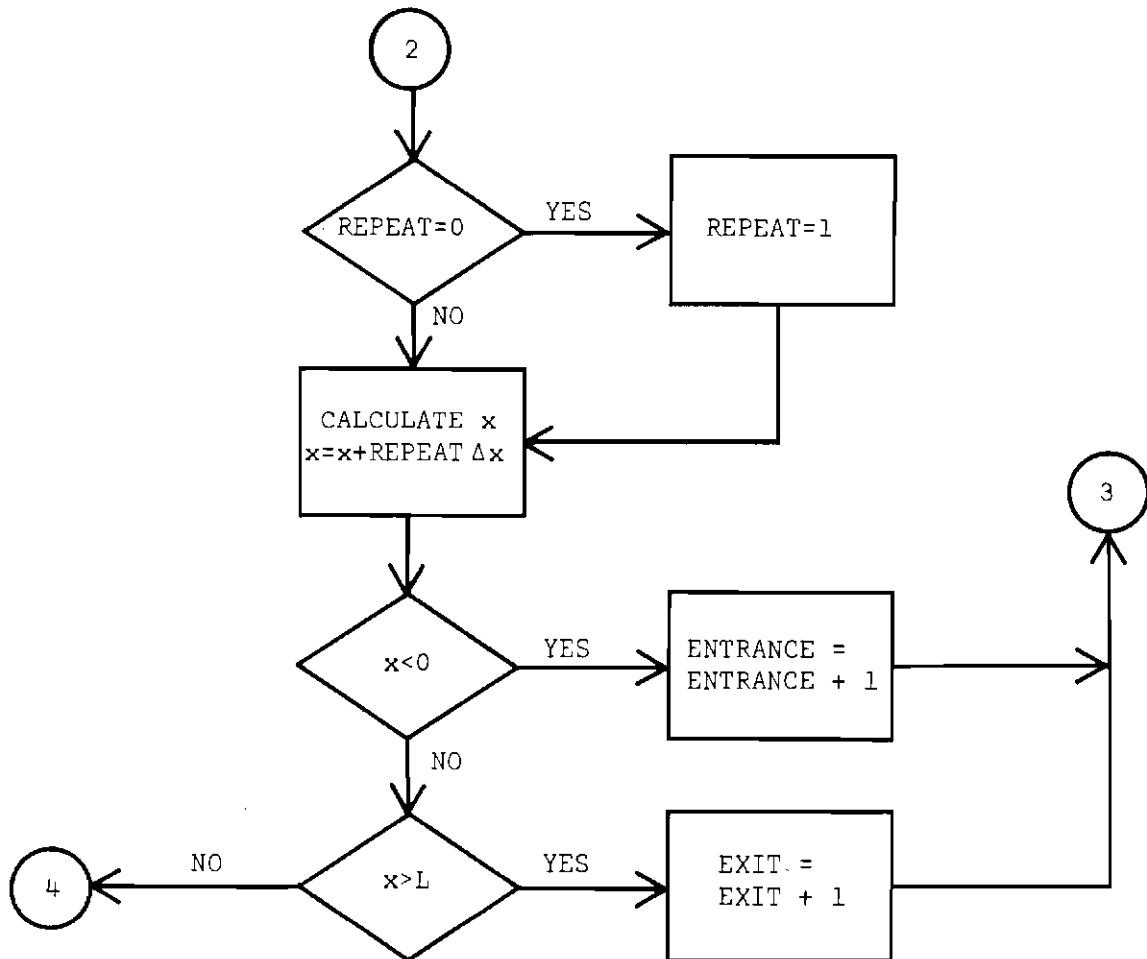 2
REPEAT=0
YES
REPEAT=1
NO
CALCULATE x
x=x+REPEAT Δx
3
x<0
YES
ENTRANCE =
ENTRANCE + 1
NO
4
NO
x>L
YES
EXIT =
EXIT + 1